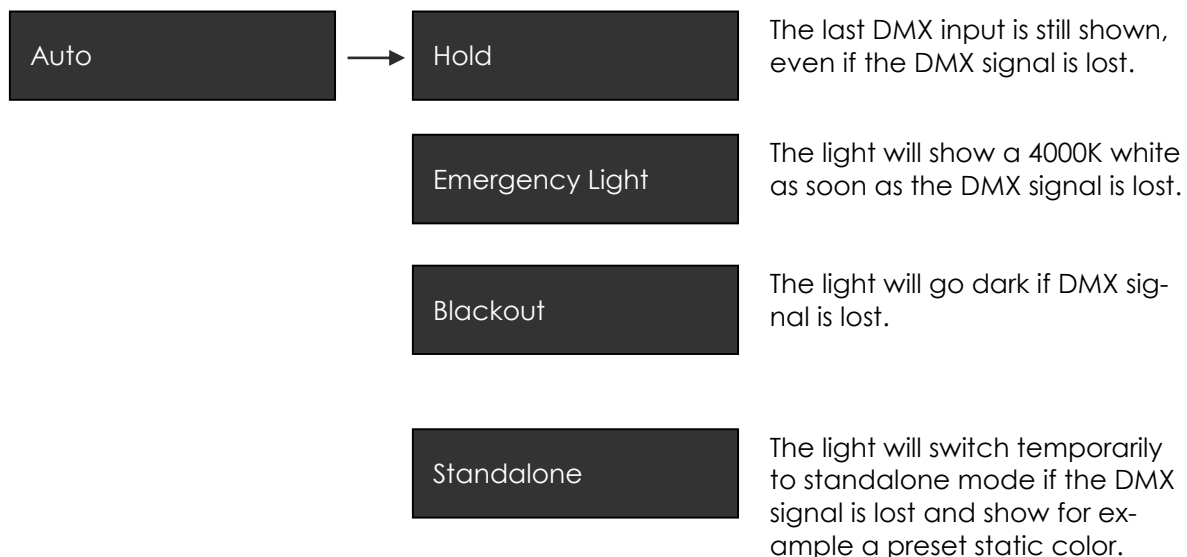 Auto
Hold
The last DMX input is still shown,
even if the DMX signal is lost.
Emergency Light
The light will show a 4000K white
as soon as the DMX signal is lost.
Blackout
The light will go dark if DMX sig-
nal is lost.
Standalone
The light will switch temporarily
to standalone mode if the DMX
signal is lost and show for ex-
ample a preset static color.